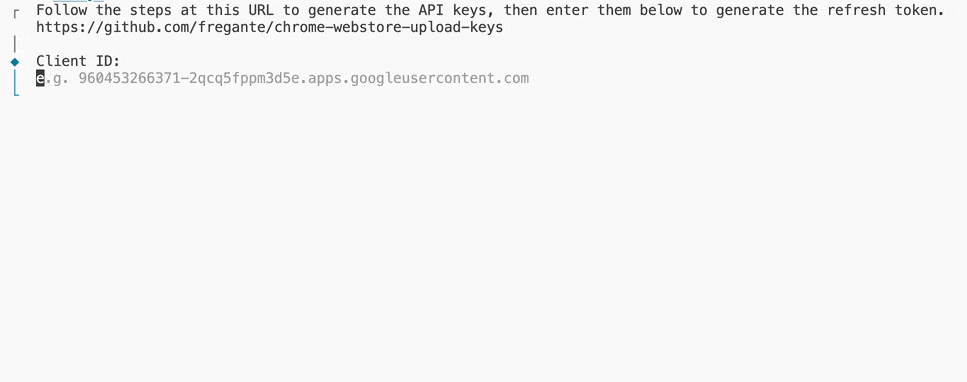 Follow the steps at this URL to generate the API keys, then enter them below to generate the refresh token.
https://github.com/fregante/chrome-webstore-upload-keys
Client ID:
e.g. 960453266371-2qcq5fppm3d5e.apps.googleusercontent.com